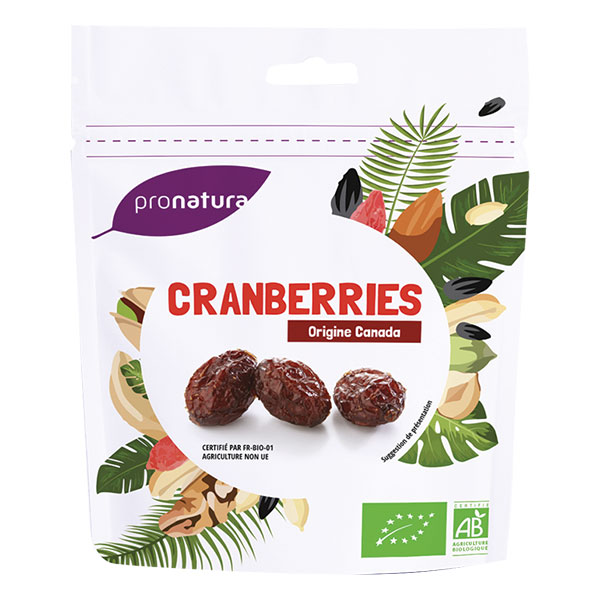 pronatura
CRANBERRIES
Origine Canada
Suggestion de présentation
CERTIFIÉ PAR FR-BIO-01
AGRICULTURE NON UE
CERTIFIÉ
AB
AGRICULTURE
BIOLOGIQUE